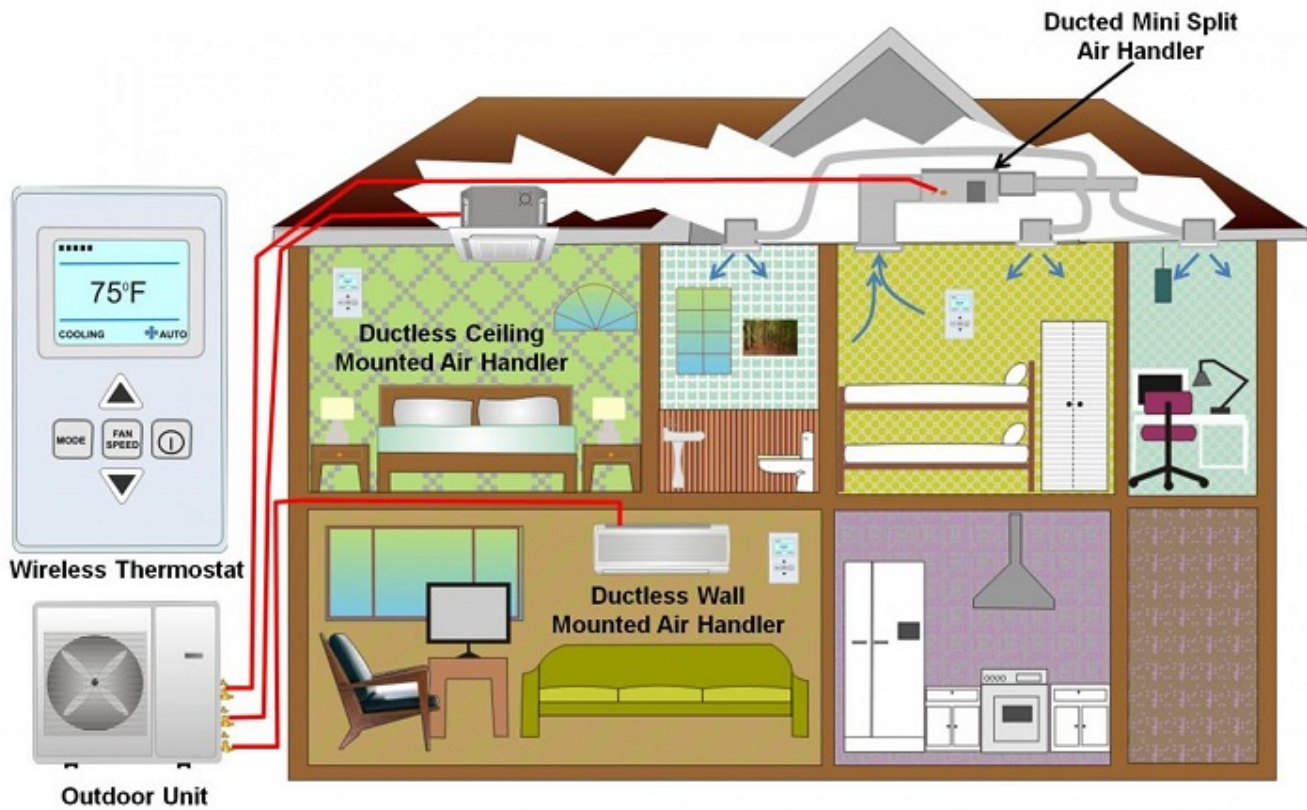 Ducted Mini Split
Air Handler
75°F
COOLING
AUTO
MODE
FAN
SPEED
Wireless Thermostat
Outdoor Unit
Ductless Ceiling
Mounted Air Handler
Ductless Wall
Mounted Air Handler